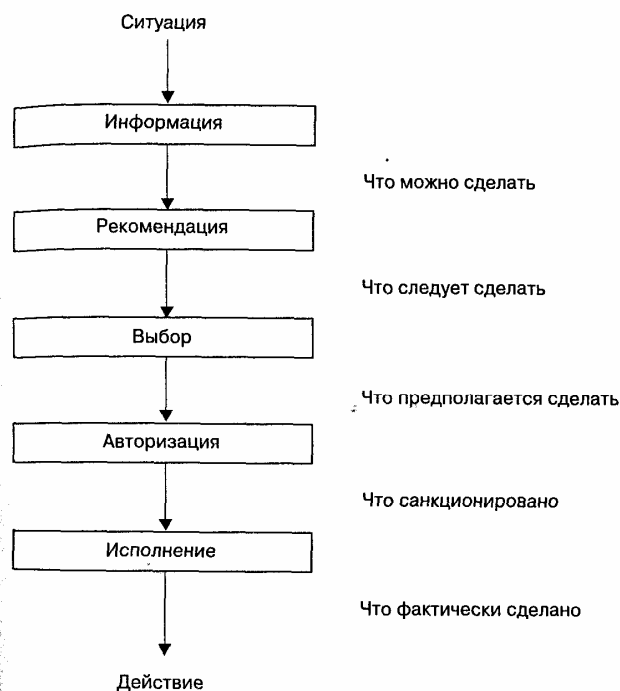 Ситуация
Информация
Что можно сделать
Рекомендация
Что следует сделать
Выбор
Что предполагается сделать
Авторизация
Что санкционировано
Исполнение
Что фактически сделано
Действие